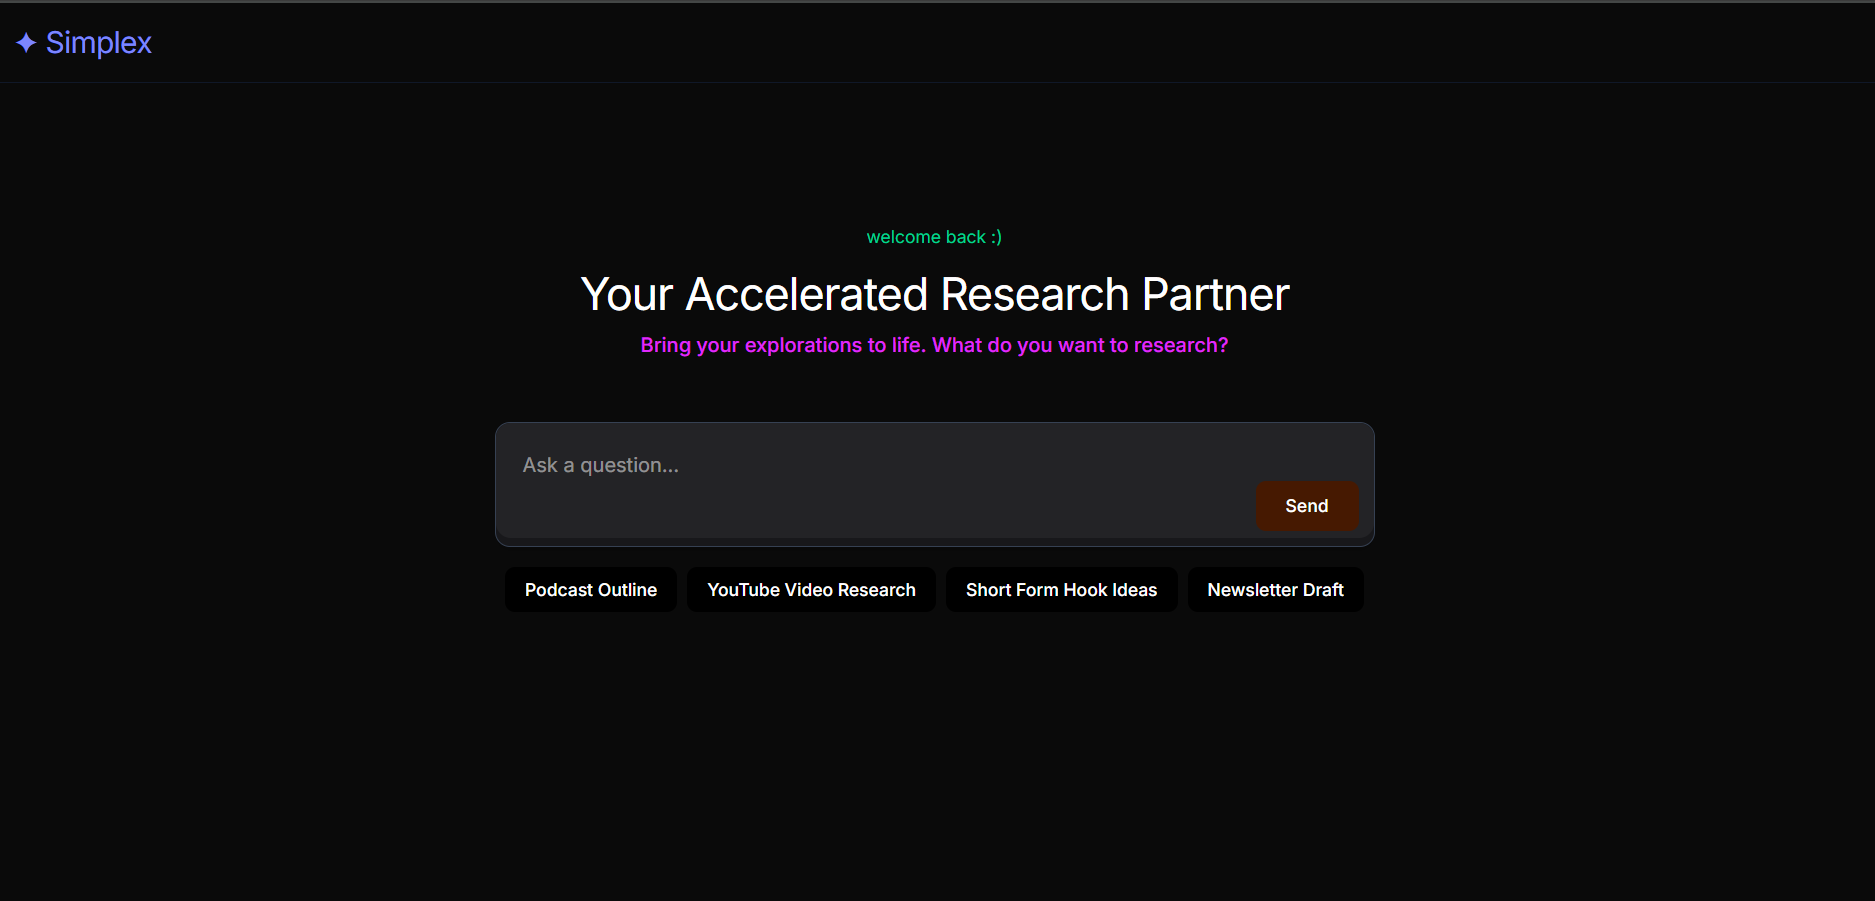 ✦ Simplex
welcome back :)
Your Accelerated Research Partner
Bring your explorations to life. What do you want to research?
Ask a question...
Send
Podcast Outline
YouTube Video Research
Short Form Hook Ideas
Newsletter Draft